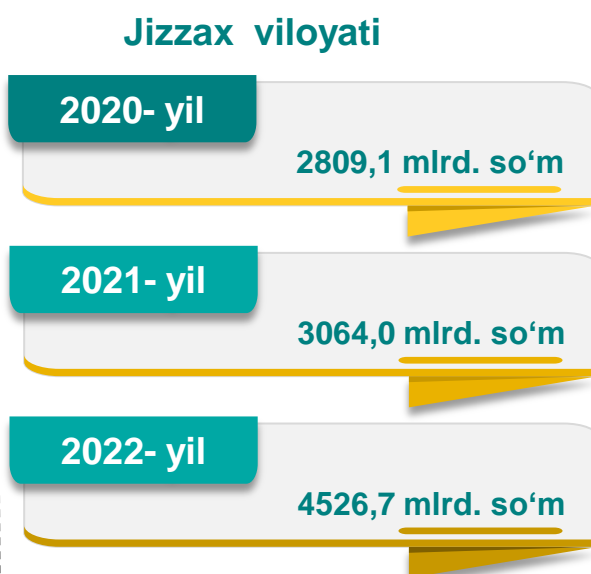 Jizzax viloyati
2020- yil
2809,1 mlrd. so‘m
2021- yil
3064,0 mlrd. so‘m
2022- yil
4526,7 mlrd. so‘m